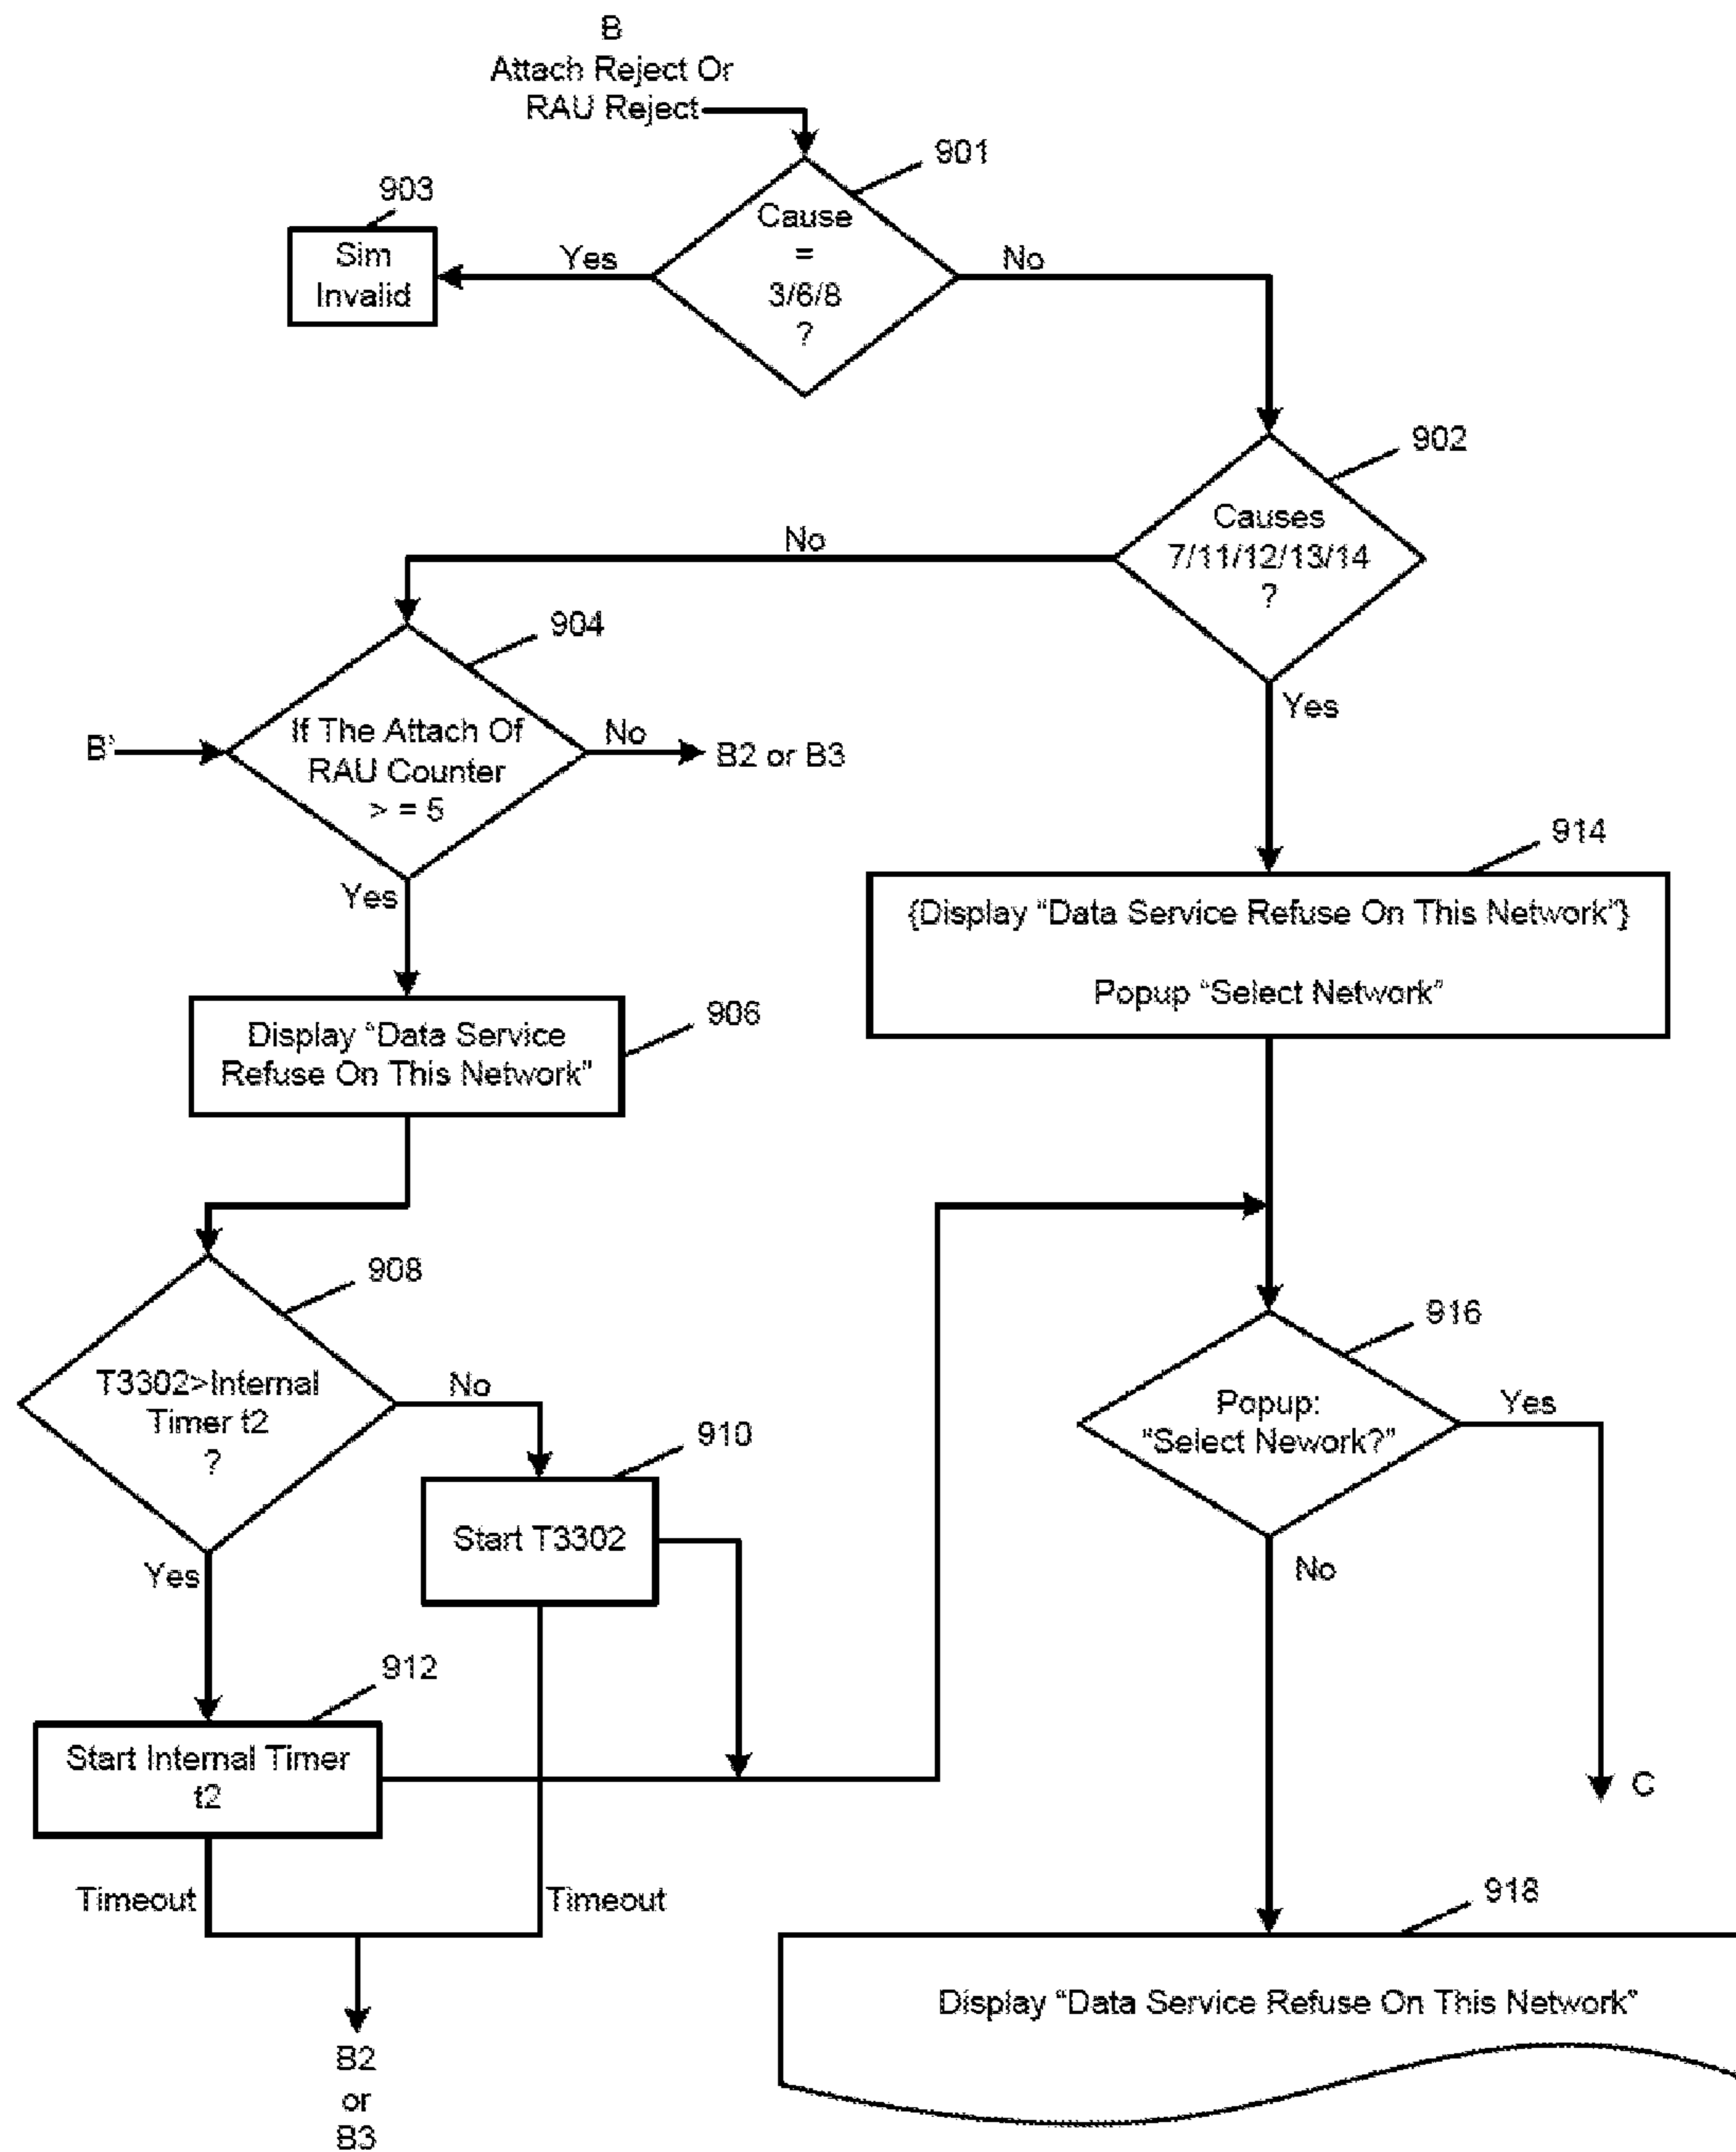 B
Attach Reject Or
RAU Reject
901
903
Cause
=
3/6/8
?
Yes
No
Sim
Invalid
902
Causes
7/11/12/13/14
?
No
Yes
904
If The Attach Of
RAU Counter
> = 5
B'
No
B2 or B3
Yes
914
{Display "Data Service Refuse On This Network"}
Popup "Select Network"
906
Display "Data Service
Refuse On This Network"
908
T3302>Internal
Timer t2
?
No
Yes
910
Start T3302
916
Popup:
"Select Nework?"
Yes
No
912
Start Internal Timer
t2
C
Timeout
Timeout
918
Display "Data Service Refuse On This Network"
B2
or
B3